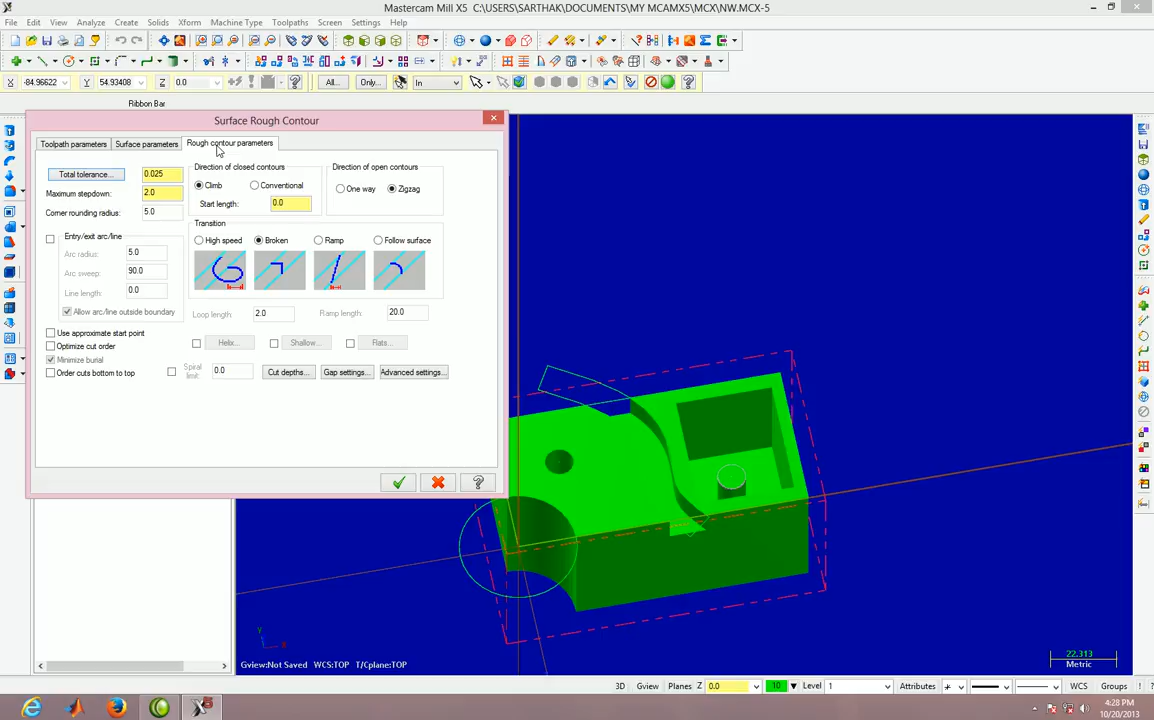 Mastercam Mill X5 C:\USERS\SARTHAK\DOCUMENTS\MY MCAMX5\MCX\NW.MCX-5
File Edit View Analyze Create Solids Xform Machine Type Toolpaths Screen Settings Help
X -84.96622 Y 54.93408 Z 0.0 All... Only... In
Ribbon Bar
Surface Rough Contour
Toolpath parameters Surface parameters Rough contour parameters
Total tolerance... 0.025
Maximum stepdown: 2.0
Corner rounding radius: 5.0
Direction of closed contours
Climb Conventional
Start length: 0.0
Direction of open contours
One way Zigzag
Entry/exit arc/line
Arc radius: 5.0
Arc sweep: 90.0
Line length: 0.0
Allow arc/line outside boundary
Transition
High speed Broken Ramp Follow surface
Loop length: 2.0 Ramp length: 20.0
Use approximate start point
Optimize cut order
Minimize burial
Order cuts bottom to top
Helix... Shallow... Flats...
Spiral limit 0.0 Cut depths... Gap settings... Advanced settings...
Y
X
Gview:Not Saved WCS:TOP T/Cplane:TOP
22.313
Metric
3D Gview Planes Z 0.0 10 Level 1 Attributes WCS Groups
4:28 PM
10/20/2013